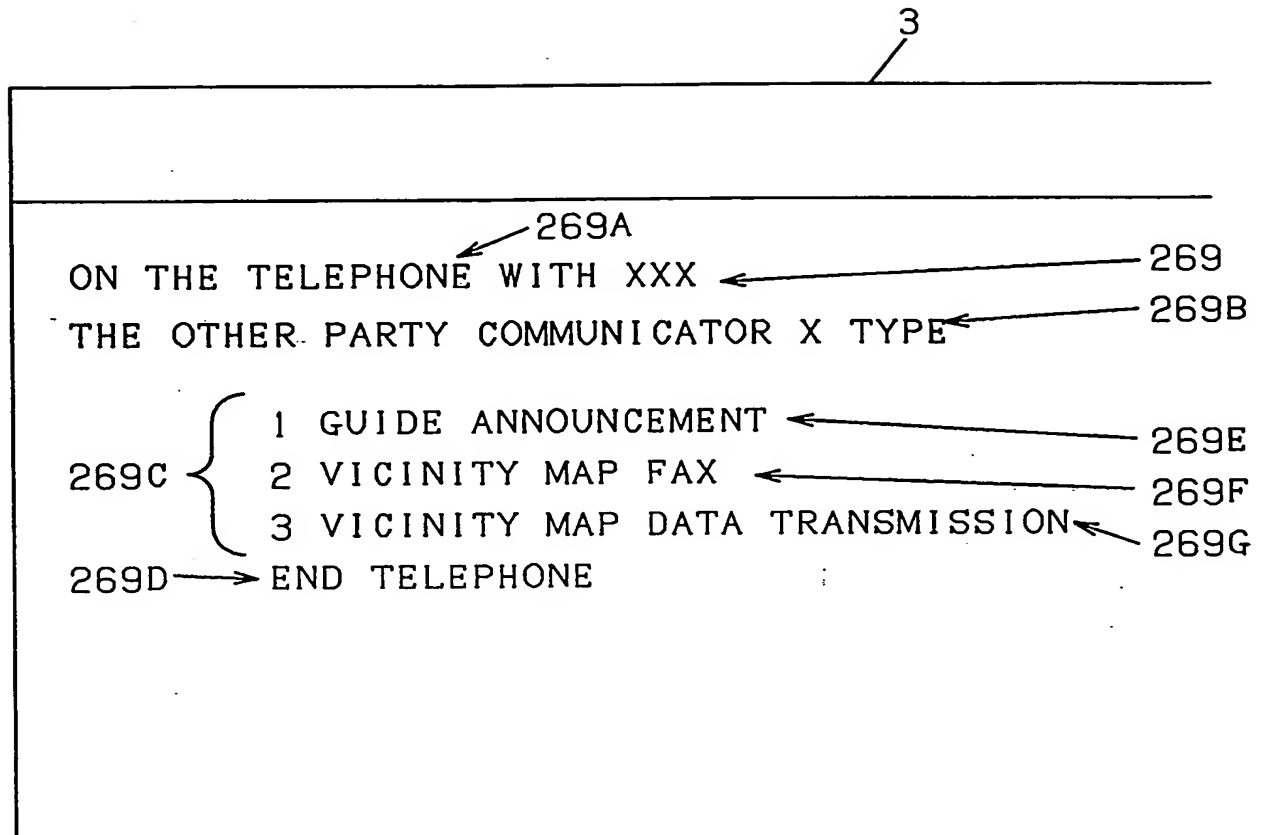 3
269A
ON THE TELEPHONE WITH XXX 269
THE OTHER PARTY COMMUNICATOR X TYPE 269B
1 GUIDE ANNOUNCEMENT 269E
269C 2 VICINITY MAP FAX 269F
3 VICINITY MAP DATA TRANSMISSION 269G
269D END TELEPHONE